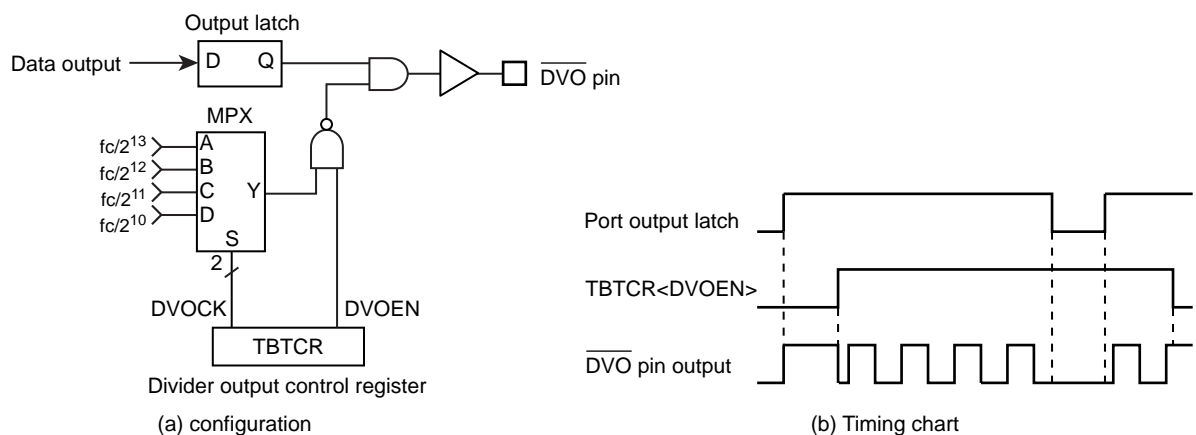 Output latch
Data output
D Q
DVO pin
MPX
fc/2^13
A
fc/2^12
B
fc/2^11
C
Y
fc/2^10
D
S
2
DVOCK
DVOEN
TBTCR
Divider output control register
(a) configuration
Port output latch
TBTCR<DVOEN>
DVO pin output
(b) Timing chart